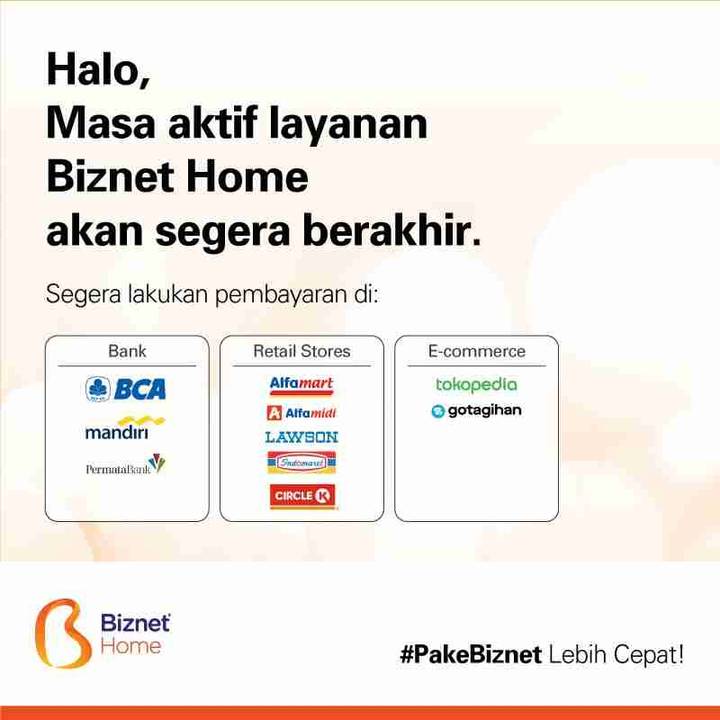 Halo,
Masa aktif layanan
Biznet Home
akan segera berakhir.
Segera lakukan pembayaran di:
Bank
BCA
mandırı
PermataBank
Retail Stores
Alfamart
Alfamidi
LAWSON
Indomaret
CIRCLE K
E-commerce
tokopedia
gotagihan
Biznet
Home
#PakeBiznet Lebih Cepat!